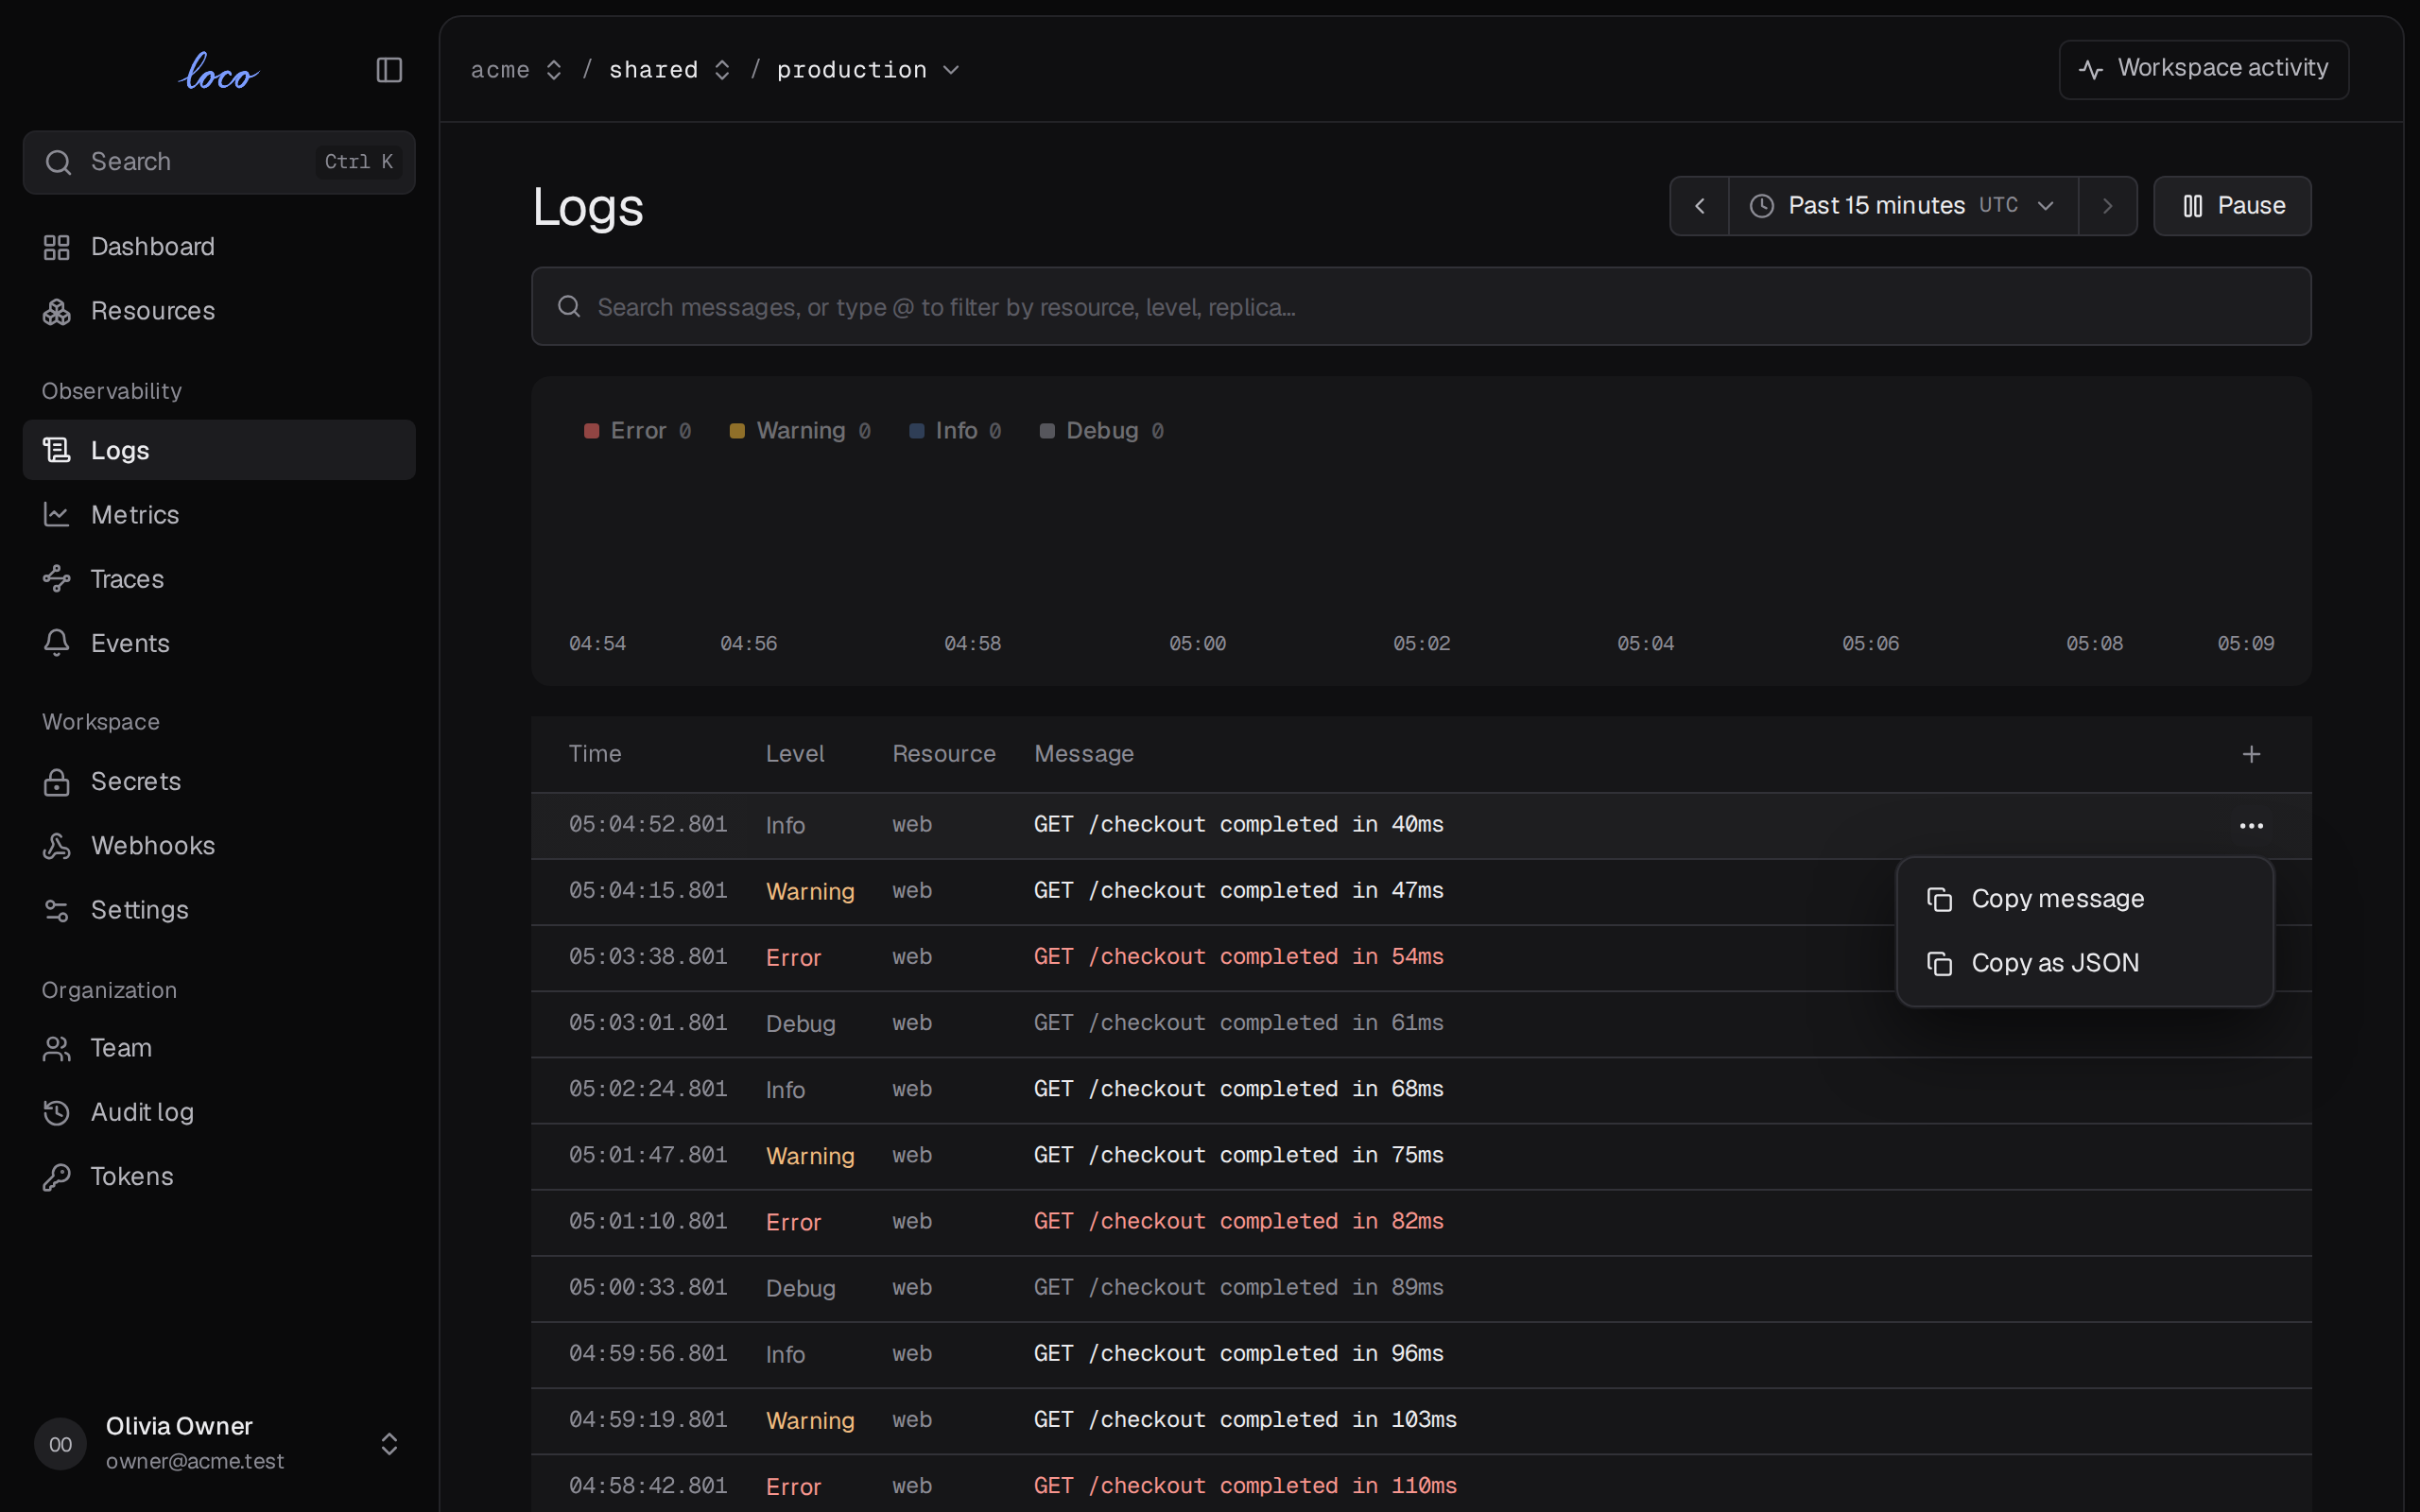 loco
acme / shared / production
Workspace activity
Search Ctrl K
Dashboard
Resources
Observability
Logs
Metrics
Traces
Events
Workspace
Secrets
Webhooks
Settings
Organization
Team
Audit log
Tokens
OO
Olivia Owner
owner@acme.test
Logs
Past 15 minutes UTC
Pause
Search messages, or type @ to filter by resource, level, replica...
Error 0 Warning 0 Info 0 Debug 0
04:54 04:56 04:58 05:00 05:02 05:04 05:06 05:08 05:09
Time Level Resource Message
05:04:52.801 Info web GET /checkout completed in 40ms
05:04:15.801 Warning web GET /checkout completed in 47ms
05:03:38.801 Error web GET /checkout completed in 54ms
05:03:01.801 Debug web GET /checkout completed in 61ms
05:02:24.801 Info web GET /checkout completed in 68ms
05:01:47.801 Warning web GET /checkout completed in 75ms
05:01:10.801 Error web GET /checkout completed in 82ms
05:00:33.801 Debug web GET /checkout completed in 89ms
04:59:56.801 Info web GET /checkout completed in 96ms
04:59:19.801 Warning web GET /checkout completed in 103ms
04:58:42.801 Error web GET /checkout completed in 110ms
Copy message
Copy as JSON